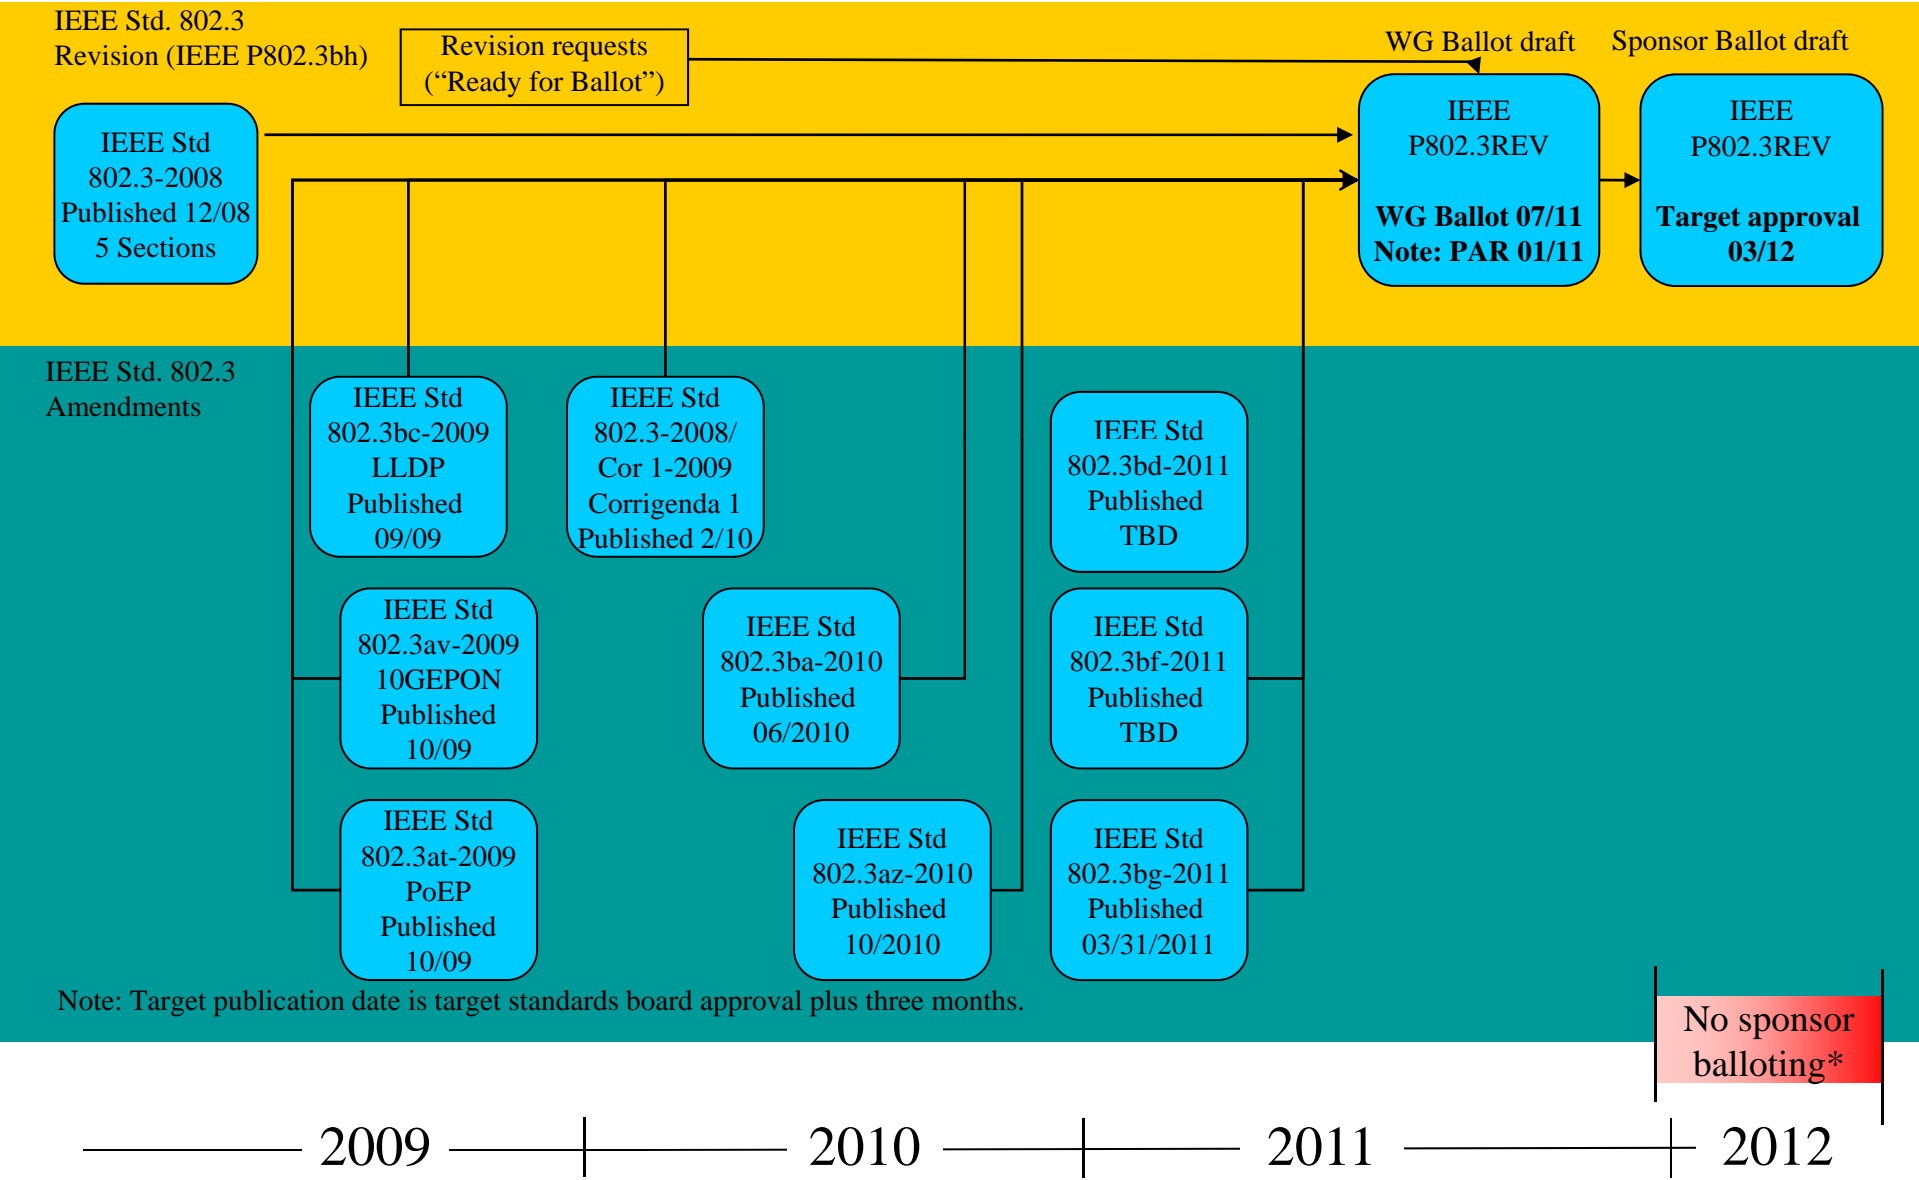 IEEE Std. 802.3
Revision (IEEE P802.3bh)
Revision requests
(“Ready for Ballot”)
WG Ballot draft
Sponsor Ballot draft
IEEE Std
802.3-2008
Published 12/08
5 Sections
IEEE
P802.3REV
WG Ballot 07/11
Note: PAR 01/11
IEEE
P802.3REV
Target approval
03/12
IEEE Std. 802.3
Amendments
IEEE Std
802.3bc-2009
LLDP
Published
09/09
IEEE Std
802.3-2008/
Cor 1-2009
Corrigenda 1
Published 2/10
IEEE Std
802.3bd-2011
Published
TBD
IEEE Std
802.3av-2009
10GEPON
Published
10/09
IEEE Std
802.3ba-2010
Published
06/2010
IEEE Std
802.3bf-2011
Published
TBD
IEEE Std
802.3at-2009
PoEP
Published
10/09
IEEE Std
802.3az-2010
Published
10/2010
IEEE Std
802.3bg-2011
Published
03/31/2011
Note: Target publication date is target standards board approval plus three months.
No sponsor
balloting*
2009
2010
2011
2012